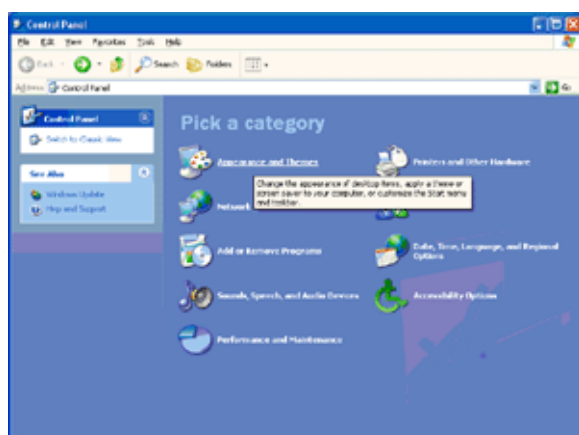 Control Panel
File Edit View Favorites Tools Help
Back Search Folders
Address Control Panel Go
Control Panel
Switch to Classic View
See Also
Windows Update
Help and Support
Pick a category
Appearance and Themes
Printers and Other Hardware
Change the appearance of desktop items, apply a theme or
screen saver to your computer, or customize the Start menu
and taskbar.
Network
Add or Remove Programs
Date, Time, Language, and Regional
Options
Sounds, Speech, and Audio Devices
Accessibility Options
Performance and Maintenance